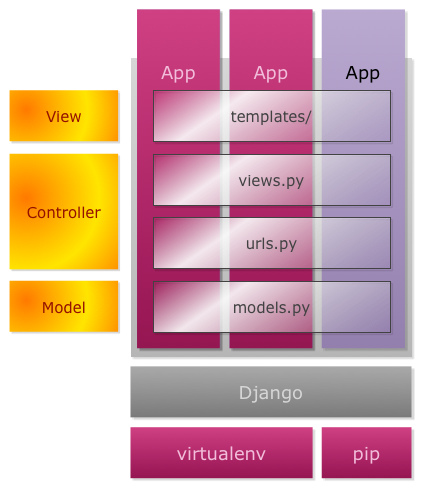 App
App
App
View
templates/
Controller
views.py
urls.py
Model
models.py
Django
virtualenv
pip